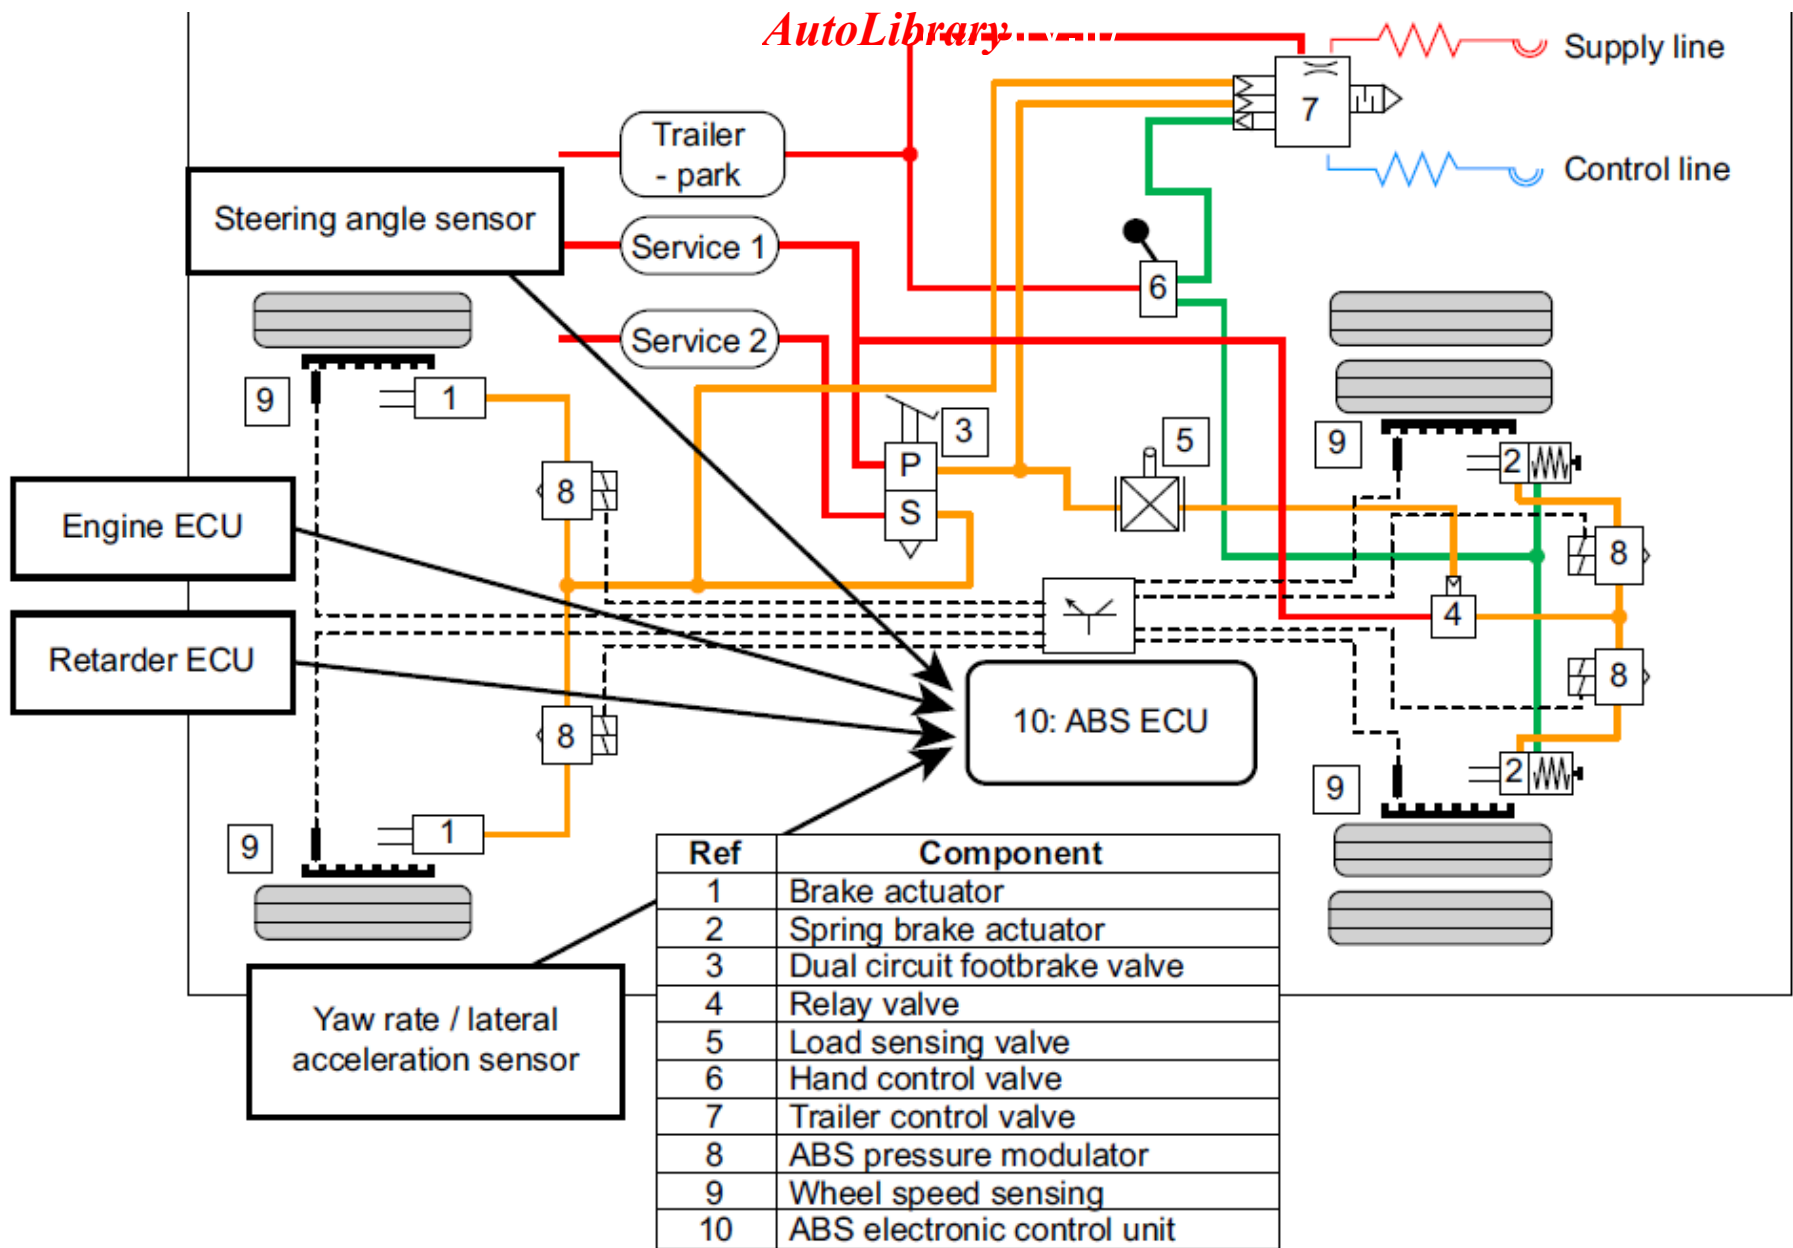 AutoLibrary
Supply line
7
Trailer
- park
Control line
Steering angle sensor
Service 1
6
Service 2
9
1
3
5
9
P
2
8
S
Engine ECU
8
4
Retarder ECU
8
10: ABS ECU
8
2
9
9
1
Ref Component
1 Brake actuator
2 Spring brake actuator
3 Dual circuit footbrake valve
4 Relay valve
5 Load sensing valve
6 Hand control valve
7 Trailer control valve
8 ABS pressure modulator
9 Wheel speed sensing
10 ABS electronic control unit
Yaw rate / lateral
acceleration sensor